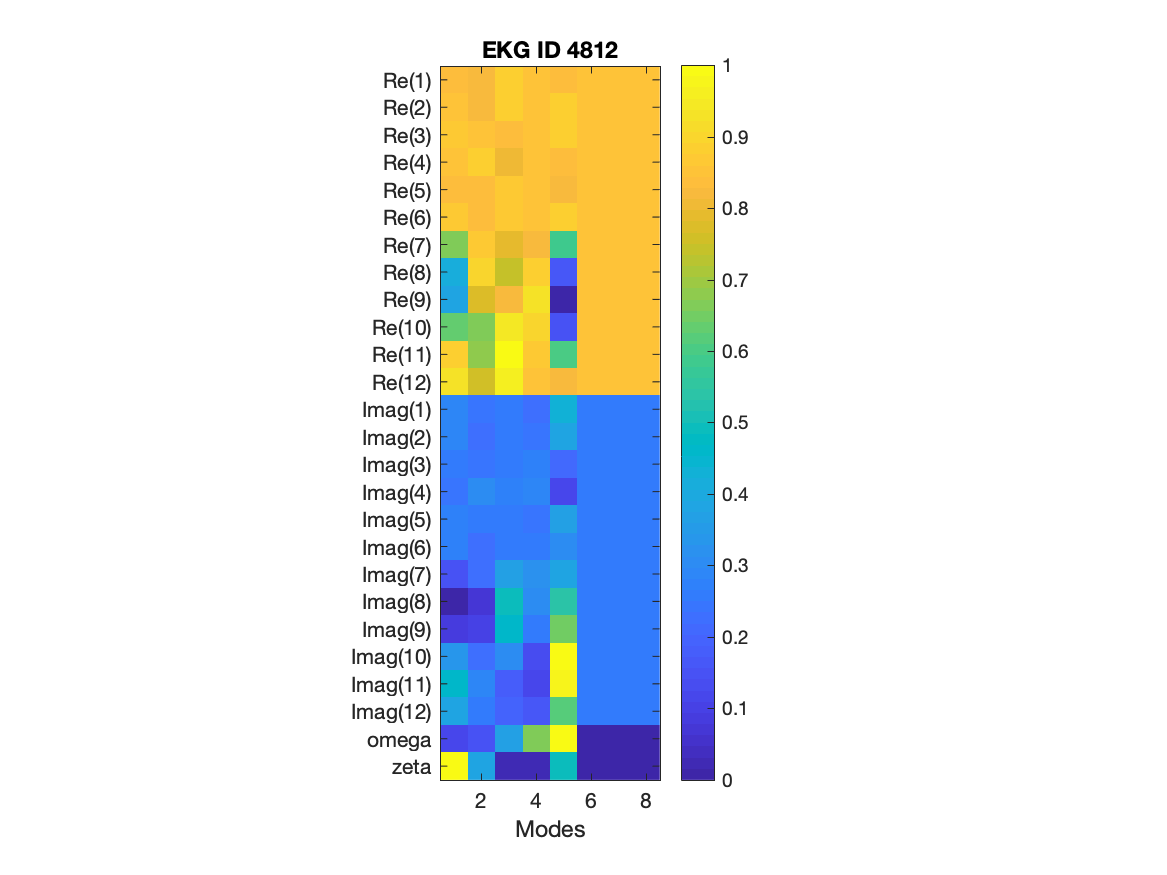 EKG ID 4812
Re(1)
Re(2)
Re(3)
Re(4)
Re(5)
Re(6)
Re(7)
Re(8)
Re(9)
Re(10)
Re(11)
Re(12)
Imag(1)
Imag(2)
Imag(3)
Imag(4)
Imag(5)
Imag(6)
Imag(7)
Imag(8)
Imag(9)
Imag(10)
Imag(11)
Imag(12)
omega
zeta
2 4 6 8
Modes
1
0.9
0.8
0.7
0.6
0.5
0.4
0.3
0.2
0.1
0